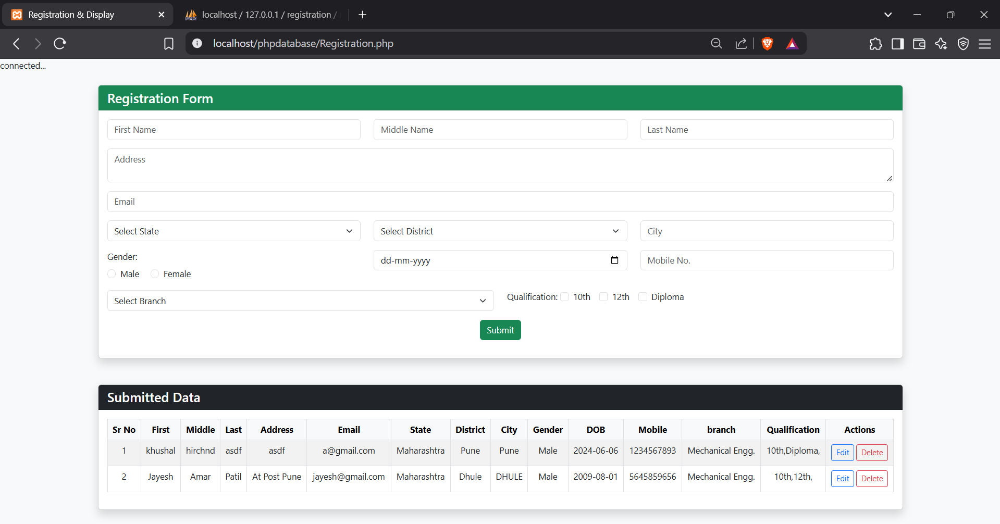 Registration & Display
localhost / 127.0.0.1 / registration /
localhost/phpdatabase/Registration.php
connected...
Registration Form
First Name Middle Name Last Name
Address
Email
Select State Select District City
Gender: dd-mm-yyyy Mobile No.
Male Female
Select Branch Qualification: 10th 12th Diploma
Submit
Submitted Data
Sr No First Middle Last Address Email State District City Gender DOB Mobile branch Qualification Actions
1 khushal hirchnd asdf asdf a@gmail.com Maharashtra Pune Pune Male 2024-06-06 1234567893 Mechanical Engg. 10th,Diploma, Edit Delete
2 Jayesh Amar Patil At Post Pune jayesh@gmail.com Maharashtra Dhule DHULE Male 2009-08-01 5645859656 Mechanical Engg. 10th,12th, Edit Delete